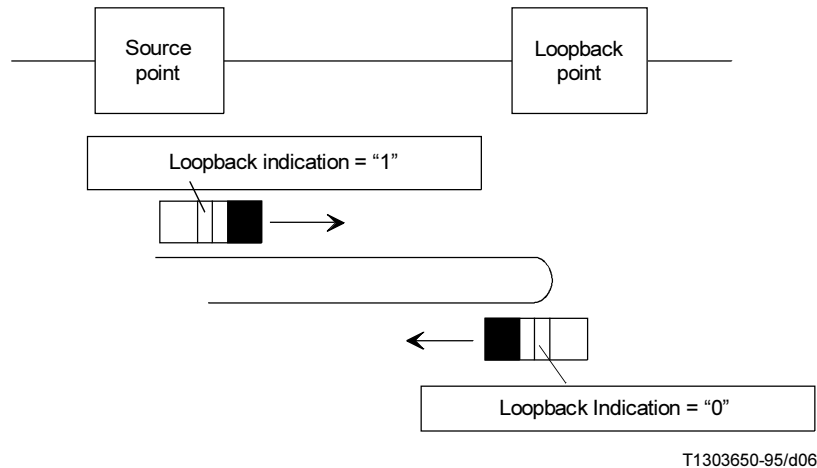 Source
point
Loopback
point
Loopback indication = “1”
Loopback Indication = “0”
T1303650-95/d06